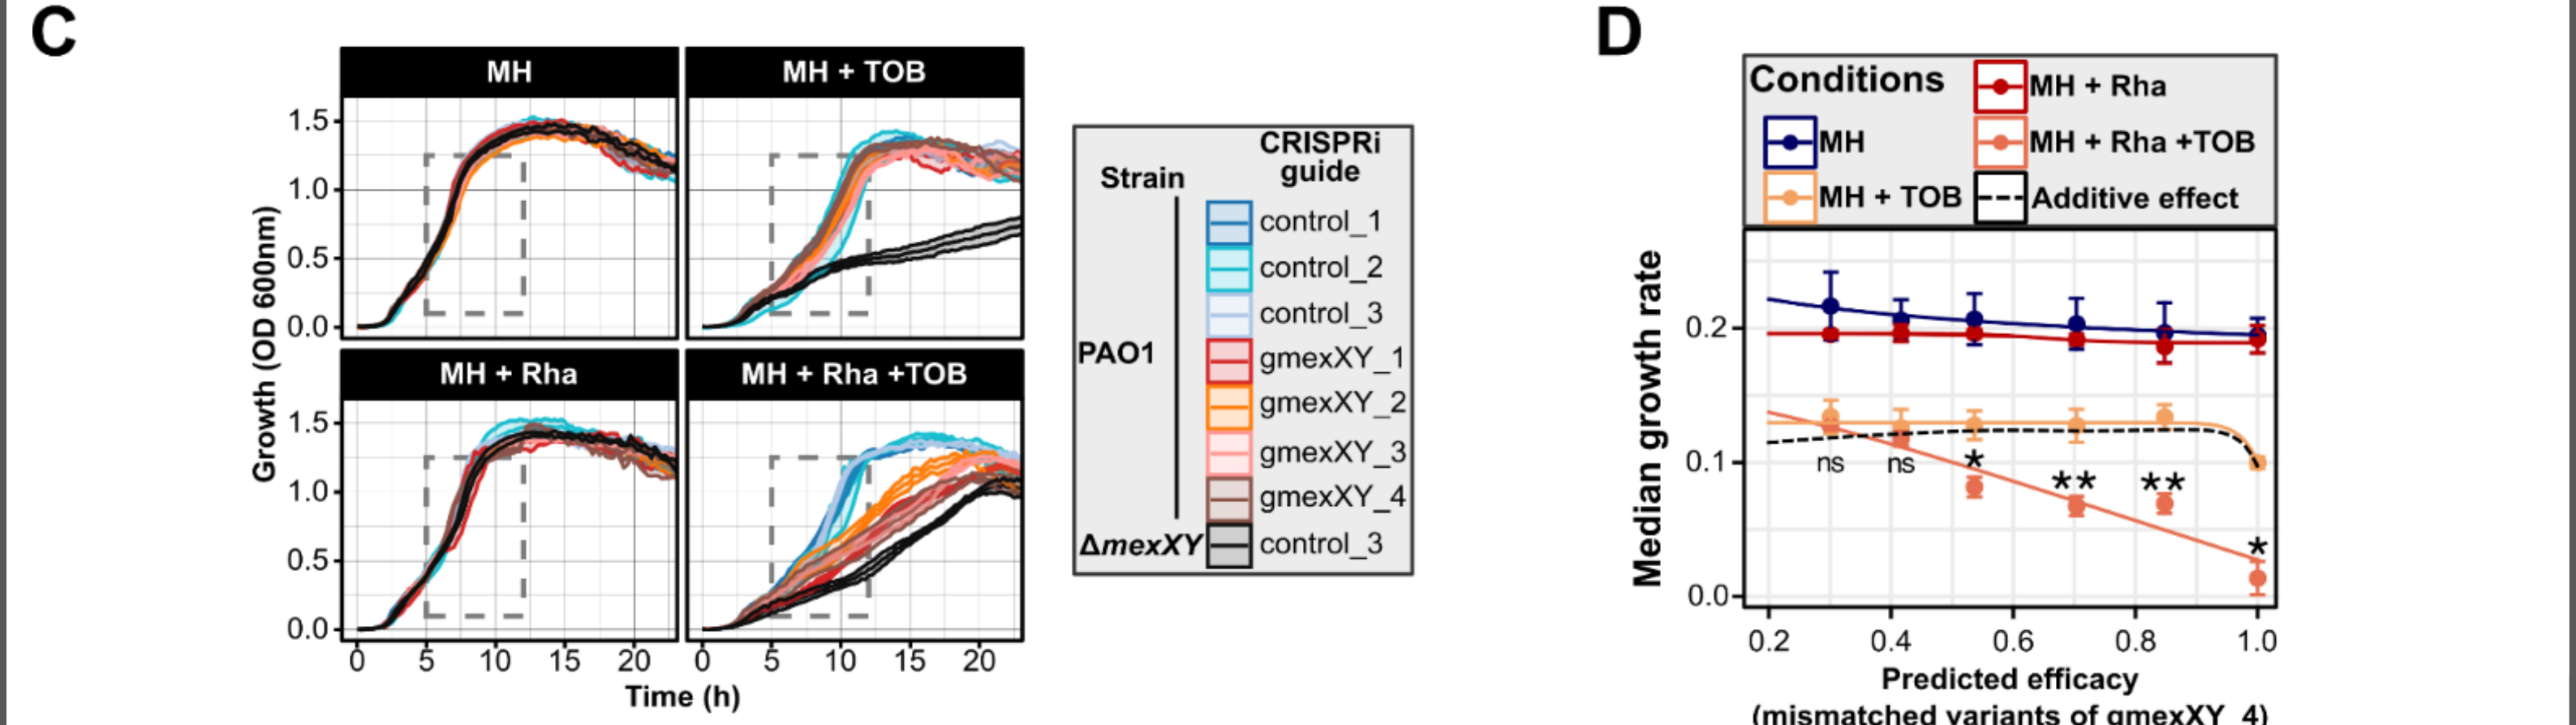 C
MH
MH + TOB
1.5
1.0
0.5
0.0
MH + Rha
MH + Rha +TOB
1.5
1.0
0.5
0.0
0 5 10 15 20
0 5 10 15 20
Growth (OD 600nm)
Time (h)
Strain
CRISPRi
guide
control_1
control_2
control_3
PAO1
gmexXY_1
gmexXY_2
gmexXY_3
gmexXY_4
ΔmexXY
control_3
D
Conditions
MH + Rha
MH
MH + Rha +TOB
MH + TOB
Additive effect
Median growth rate
0.2
0.1
0.0
ns ns * ** ** *
0.2 0.4 0.6 0.8 1.0
Predicted efficacy
(mismatched variants of gmexXY_4)